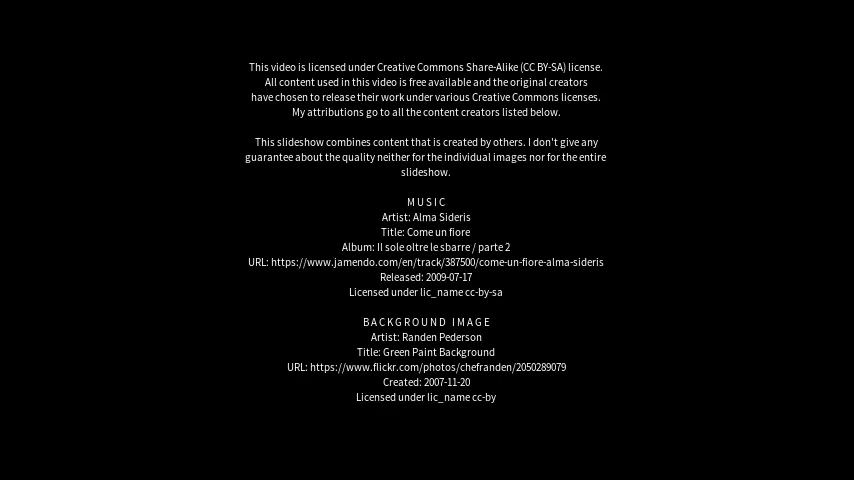 This video is licensed under Creative Commons Share-Alike (CC BY-SA) license.
All content used in this video is free available and the original creators
have chosen to release their work under various Creative Commons licenses.
My attributions go to all the content creators listed below.
This slideshow combines content that is created by others. I don't give any
guarantee about the quality neither for the individual images nor for the entire
slideshow.
MUSIC
Artist: Alma Sideris
Title: Come un fiore
Album: Il sole oltre le sbarre / parte 2
URL: https://www.jamendo.com/en/track/387500/come-un-fiore-alma-sideris
Released: 2009-07-17
Licensed under lic_name cc-by-sa
BACKGROUND IMAGE
Artist: Randen Pederson
Title: Green Paint Background
URL: https://www.flickr.com/photos/chefranden/2050289079
Created: 2007-11-20
Licensed under lic_name cc-by